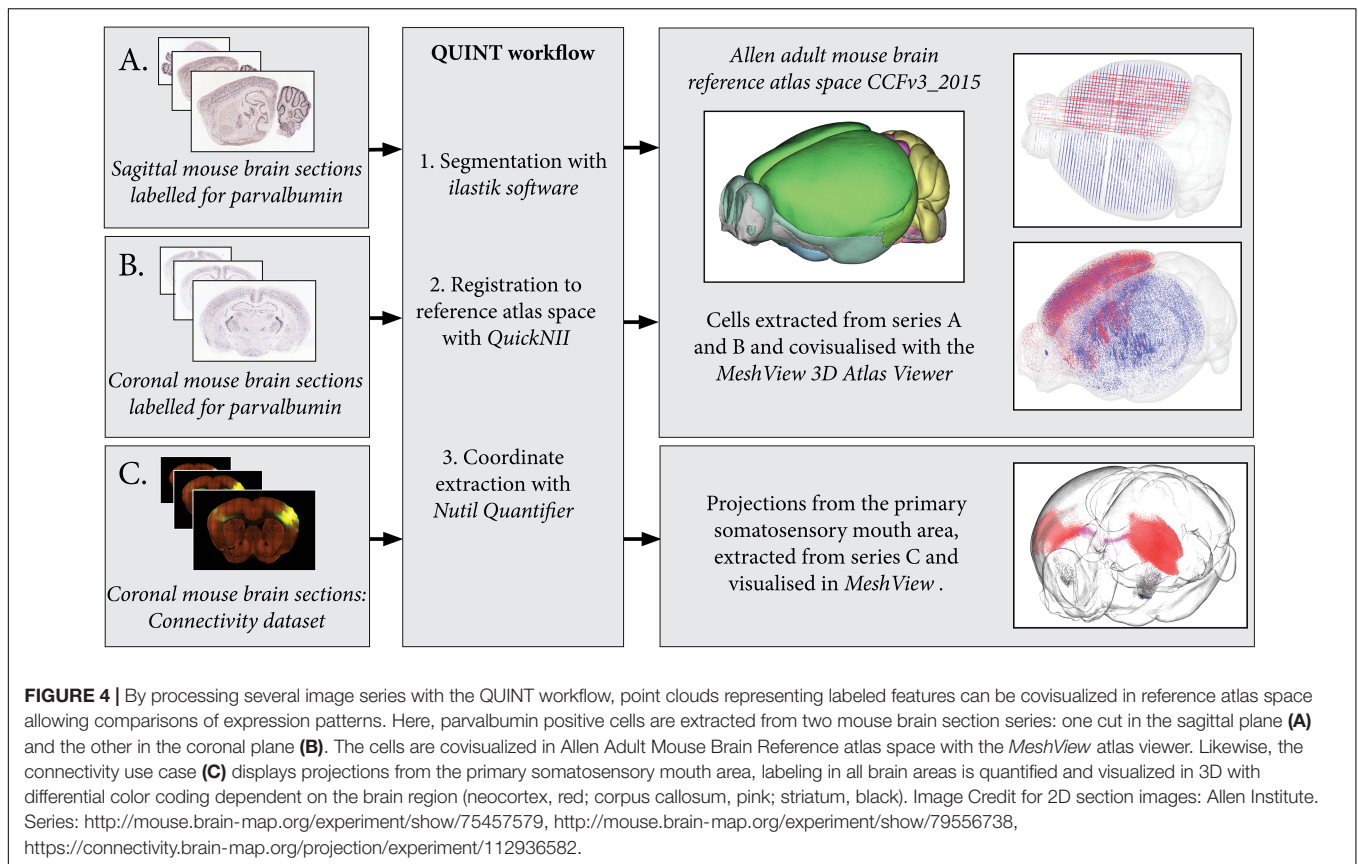 A.
Sagittal mouse brain sections
labelled for parvalbumin
B.
Coronal mouse brain sections
labelled for parvalbumin
C.
Coronal mouse brain sections:
Connectivity dataset
QUINT workflow
1. Segmentation with
ilastik software
2. Registration to
reference atlas space
with QuickNII
3. Coordinate
extraction with
Nutil Quantifier
Allen adult mouse brain
reference atlas space CCFv3_2015
Cells extracted from series A
and B and covisualised with the
MeshView 3D Atlas Viewer
Projections from the primary
somatosensory mouth area,
extracted from series C and
visualised in MeshView .
FIGURE 4 | By processing several image series with the QUINT workflow, point clouds representing labeled features can be covisualized in reference atlas space
allowing comparisons of expression patterns. Here, parvalbumin positive cells are extracted from two mouse brain section series: one cut in the sagittal plane (A)
and the other in the coronal plane (B). The cells are covisualized in Allen Adult Mouse Brain Reference atlas space with the MeshView atlas viewer. Likewise, the
connectivity use case (C) displays projections from the primary somatosensory mouth area, labeling in all brain areas is quantified and visualized in 3D with
differential color coding dependent on the brain region (neocortex, red; corpus callosum, pink; striatum, black). Image Credit for 2D section images: Allen Institute.
Series: http://mouse.brain-map.org/experiment/show/75457579, http://mouse.brain-map.org/experiment/show/79556738,
https://connectivity.brain-map.org/projection/experiment/112936582.